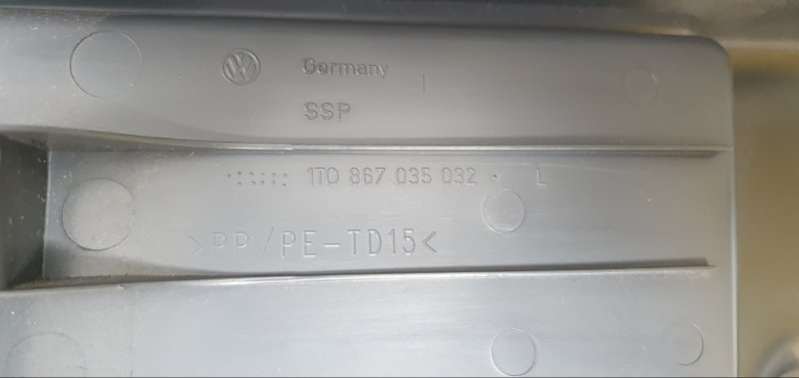 Germany
SSP
1T0 867 035 032 · L
>PP/PE-TD15<